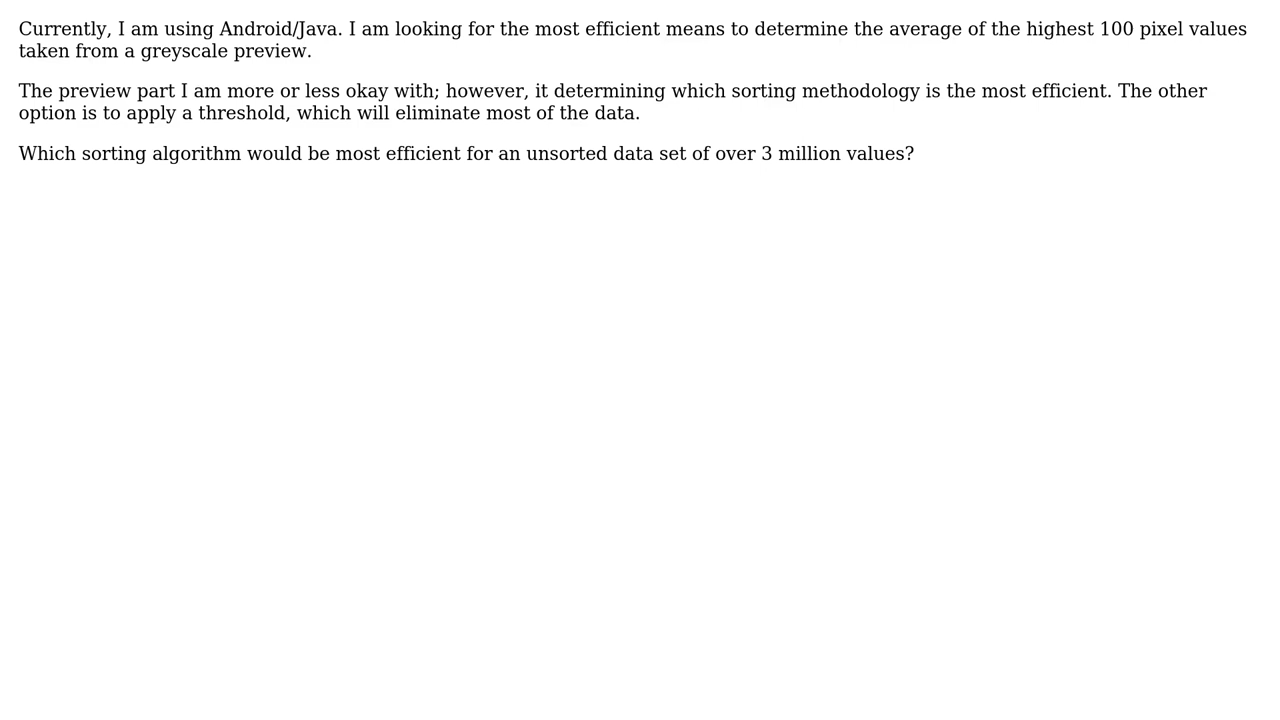 Currently, I am using Android/Java. I am looking for the most efficient means to determine the average of the highest 100 pixel values
taken from a greyscale preview.
The preview part I am more or less okay with; however, it determining which sorting methodology is the most efficient. The other
option is to apply a threshold, which will eliminate most of the data.
Which sorting algorithm would be most efficient for an unsorted data set of over 3 million values?